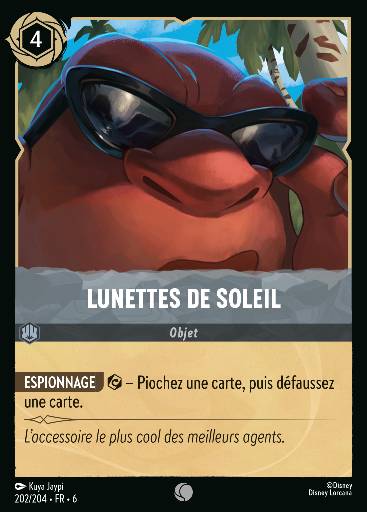 4
LUNETTES DE SOLEIL
Objet
ESPIONNAGE – Piochez une carte, puis défaussez
une carte.
L'accessoire le plus cool des meilleurs agents.
Kuya Jaypi
©Disney
202/204 • FR • 6
Disney Lorcana